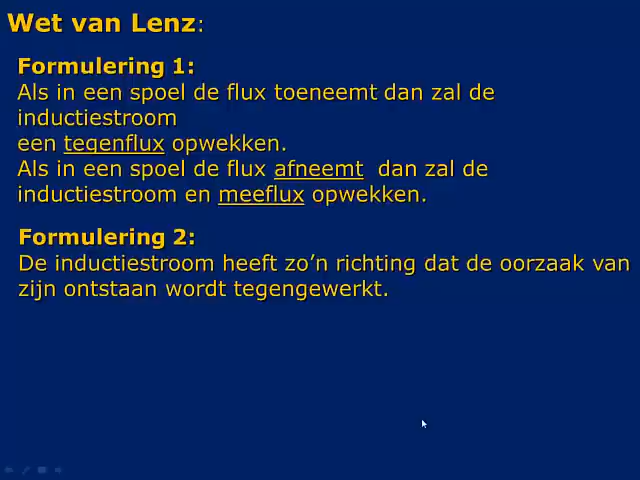 Wet van Lenz:
Formulering 1:
Als in een spoel de flux toeneemt dan zal de
inductiestroom
een tegenflux opwekken.
Als in een spoel de flux afneemt dan zal de
inductiestroom en meeflux opwekken.
Formulering 2:
De inductiestroom heeft zo’n richting dat de oorzaak van
zijn ontstaan wordt tegengewerkt.